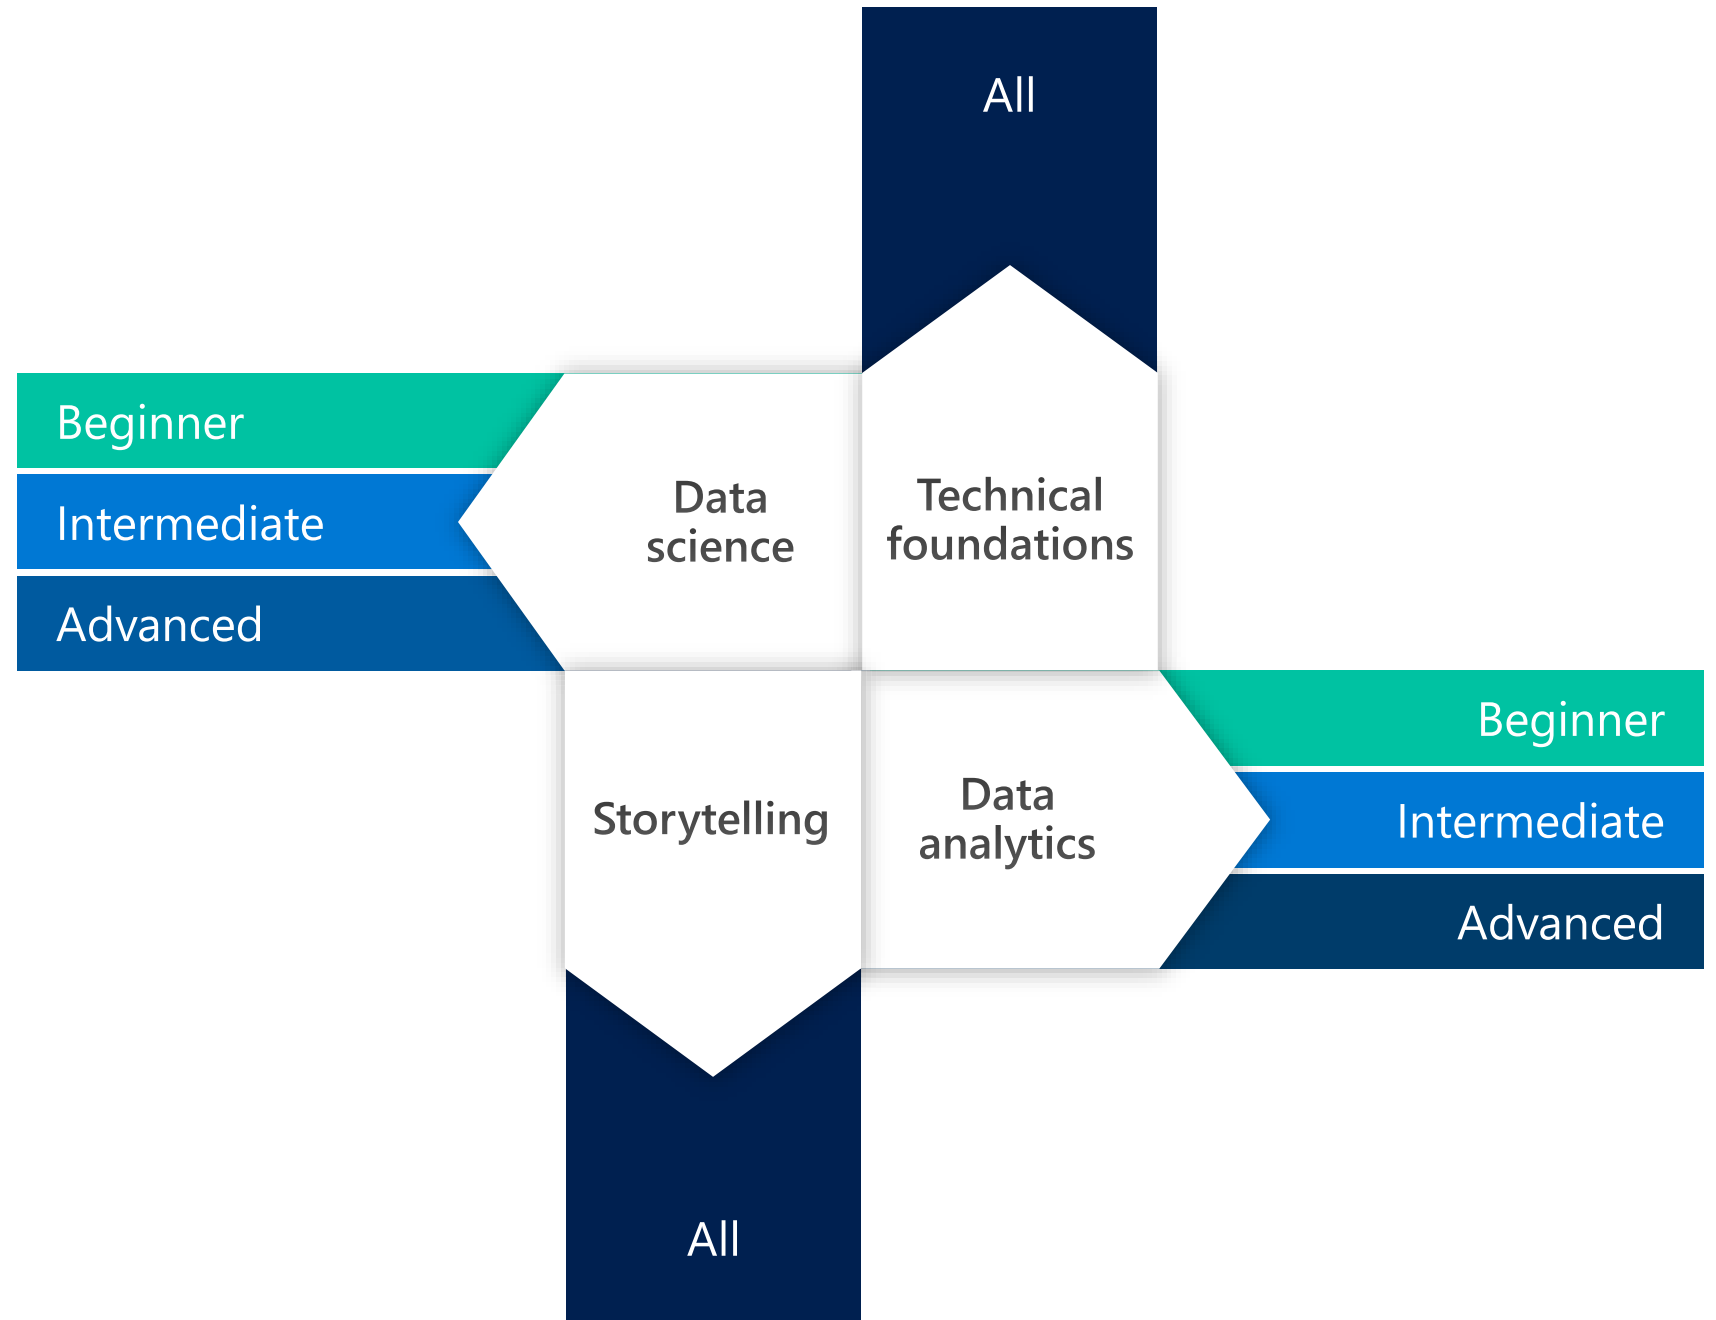 All
Beginner
Intermediate
Advanced
Data
science
Technical
foundations
Storytelling
Data
analytics
Beginner
Intermediate
Advanced
All